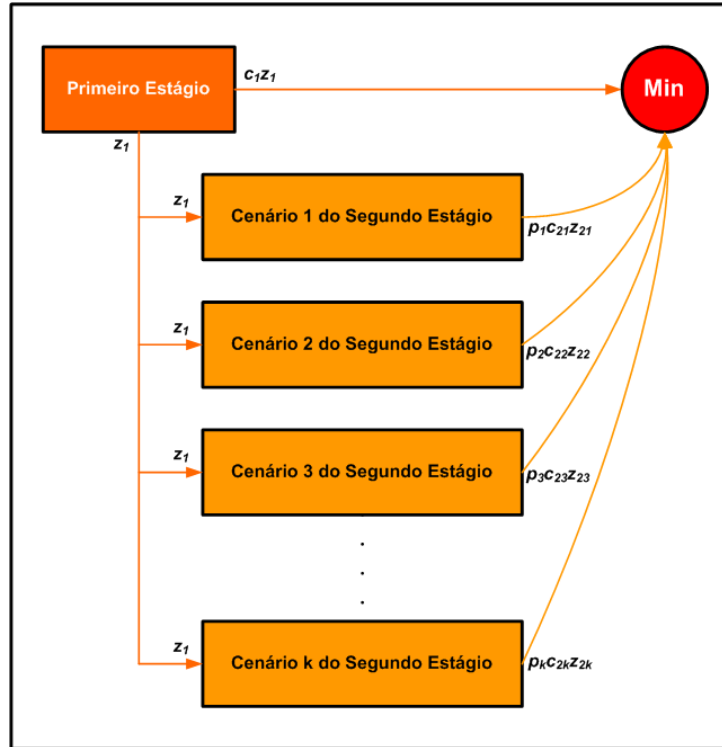 Primeiro Estágio
c₁z₁
Min
z₁
z₁
Cenário 1 do Segundo Estágio
p₁c₂₁z₂₁
z₁
Cenário 2 do Segundo Estágio
p₂c₂₂z₂₂
z₁
Cenário 3 do Segundo Estágio
p₃c₂₃z₂₃
.
.
.
z₁
Cenário k do Segundo Estágio
pₖc₂ₖz₂ₖ